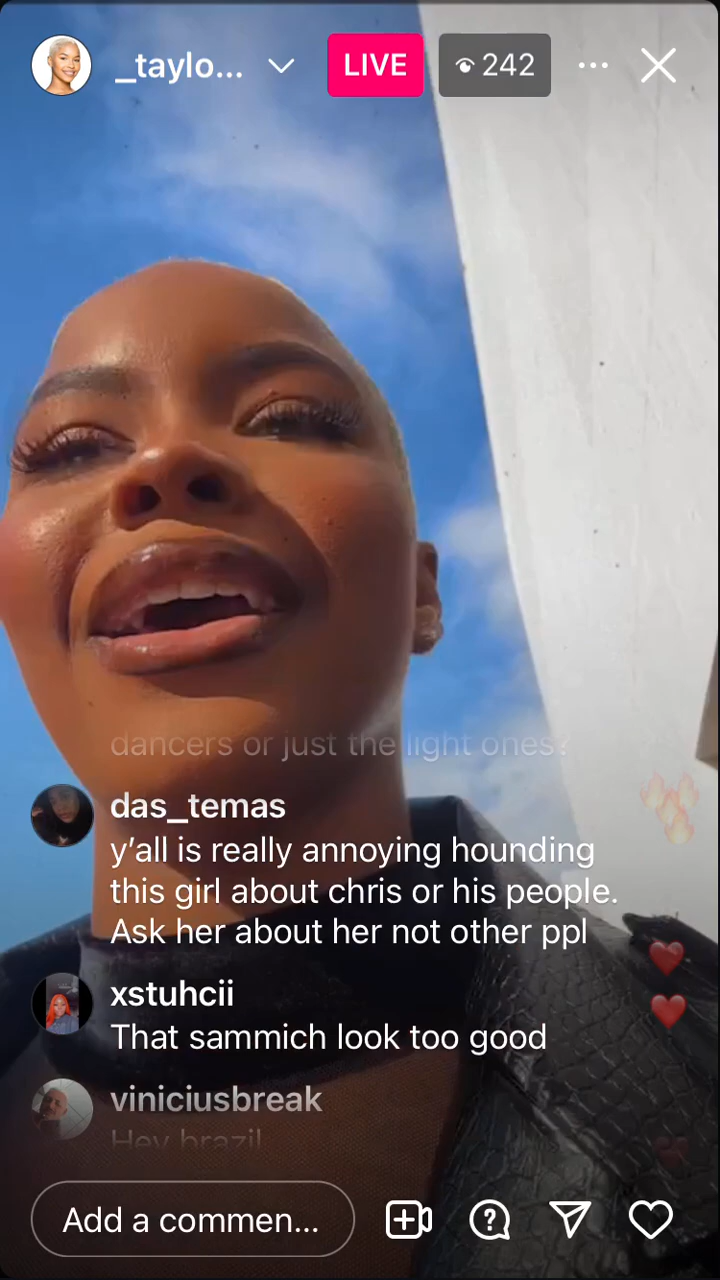 _taylo...
LIVE
242
dancers or just the light ones?
das_temas
y'all is really annoying hounding
this girl about chris or his people.
Ask her about her not other ppl
xstuhcii
That sammich look too good
viniciusbreak
Hey brazil
Add a commen...